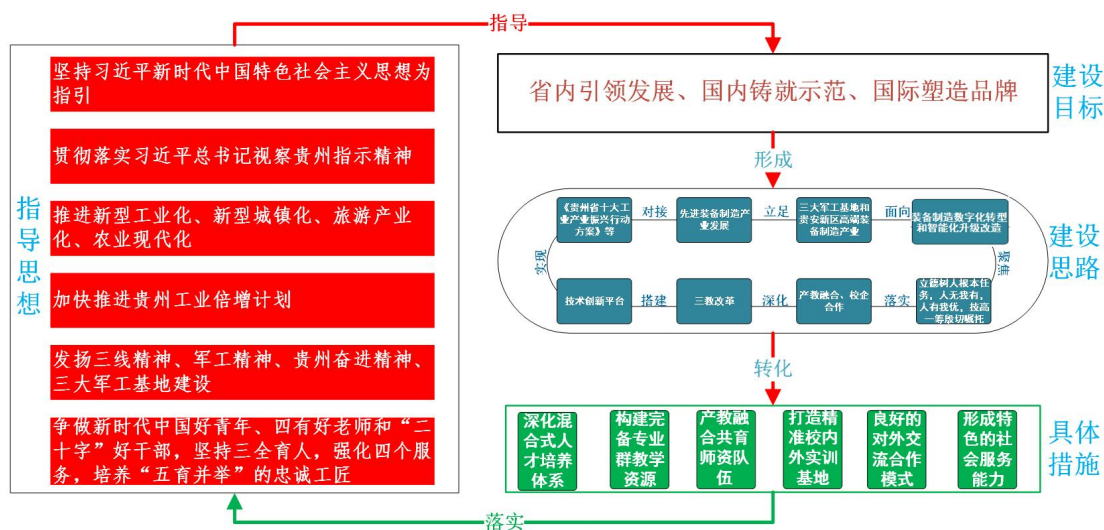 指导
坚持习近平新时代中国特色社会主义思想为
指引
贯彻落实习近平总书记视察贵州指示精神
推进新型工业化、新型城镇化、旅游产业
化、农业现代化
加快推进贵州工业倍增计划
发扬三线精神、军工精神、贵州奋进精神、
三大军工基地建设
争做新时代中国好青年、四有好老师和“二
十字”好干部，坚持三全育人，强化四个服
务，培养“五育并举”的忠诚工匠
指导思想
省内引领发展、国内铸就示范、国际塑造品牌
建设
目标
形成
《贵州省十大工
业产业振兴行动
方案》等
对接
先进装备制造产
业发展
立足
三大军工基地和
贵安新区高端装
备制造产业
面向
装备制造数字化转型
和智能化升级改造
实现
聚焦
技术创新平台
搭建
三教改革
深化
产教融合、校企
合作
落实
立德树人根本任
务，人无我有，
人有我优，技高
一等殷切嘱托
建设
思路
转化
深化混
合式人
才培养
体系
构建完
备专业
群教学
资源
产教融
合共育
师资队
伍
打造精
准校内
外实训
基地
良好的
对外交
流合作
模式
形成特
色的社
会服务
能力
具体
措施
落实